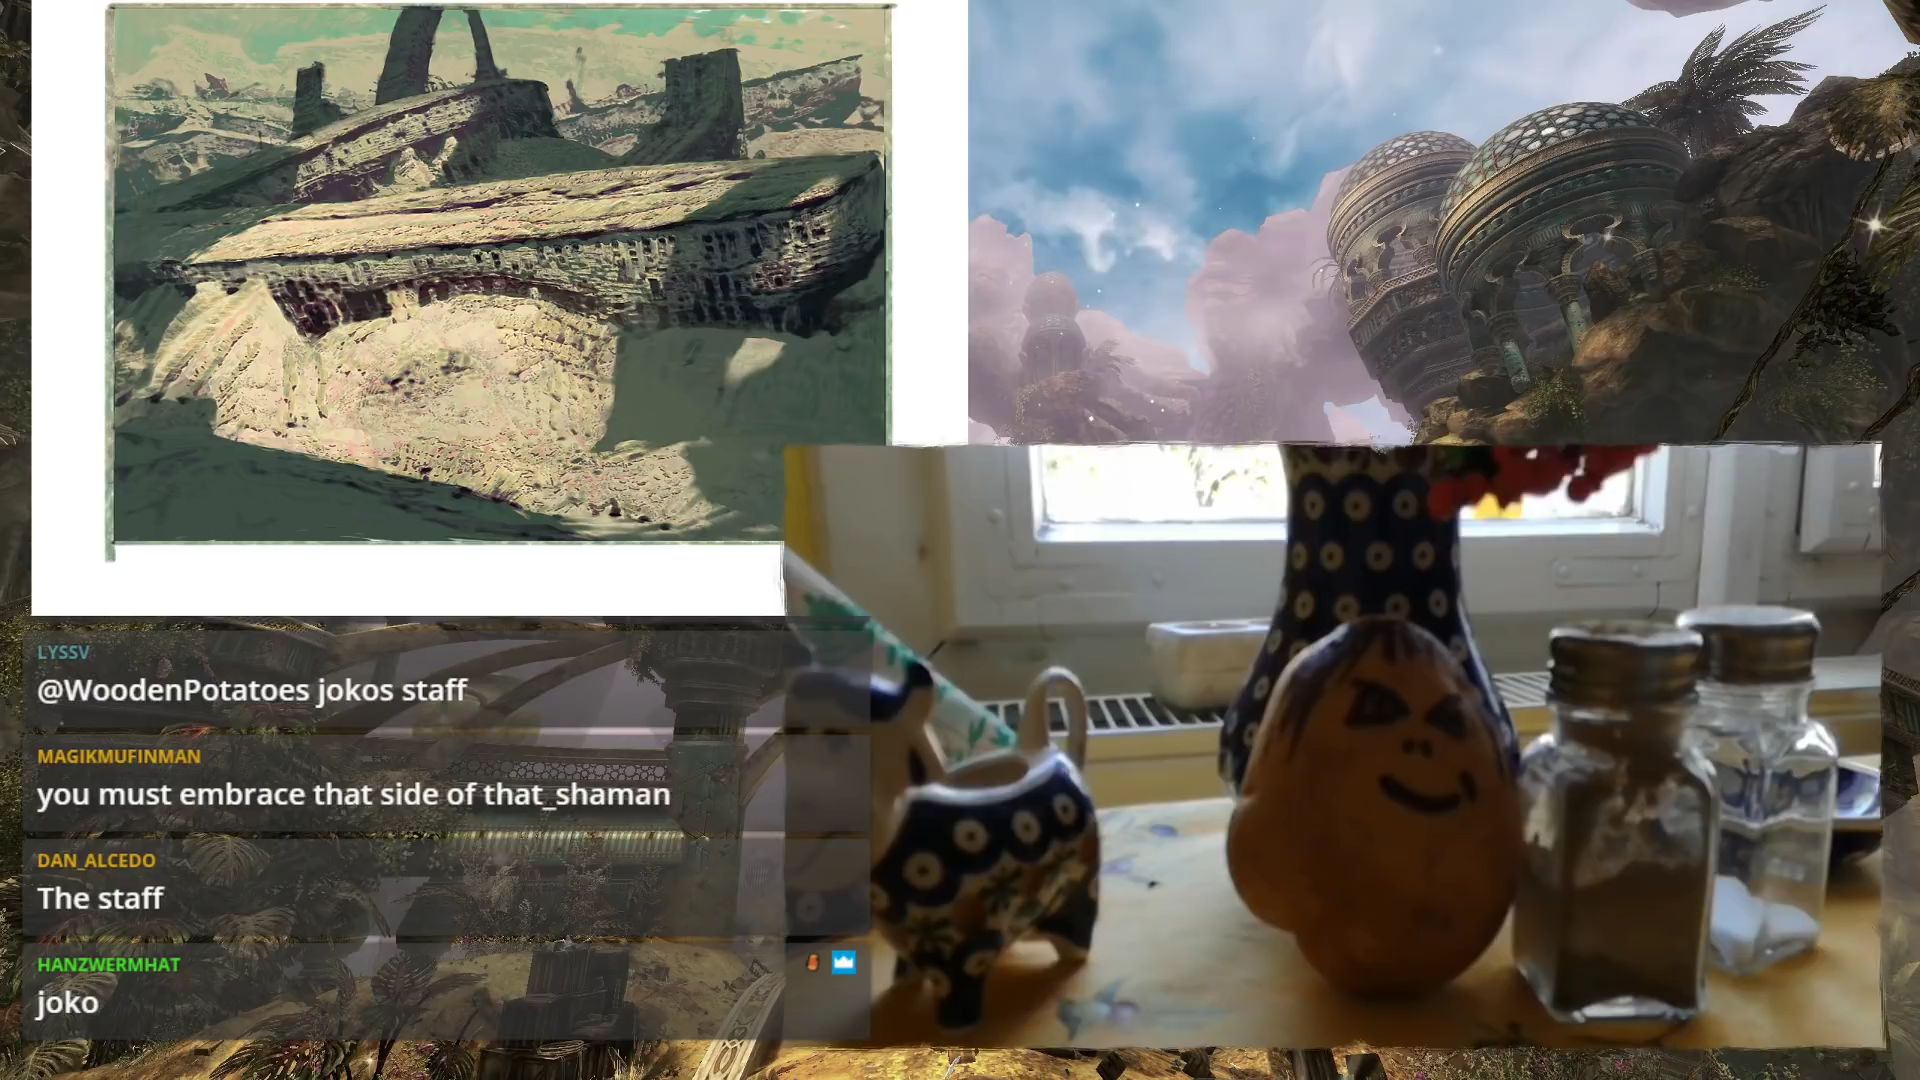 LYSSV
@WoodenPotatoes jokos staff
MAGIKMUFINMAN
you must embrace that side of that_shaman
DAN_ALCEDO
The staff
HANZWERMHAT
joko